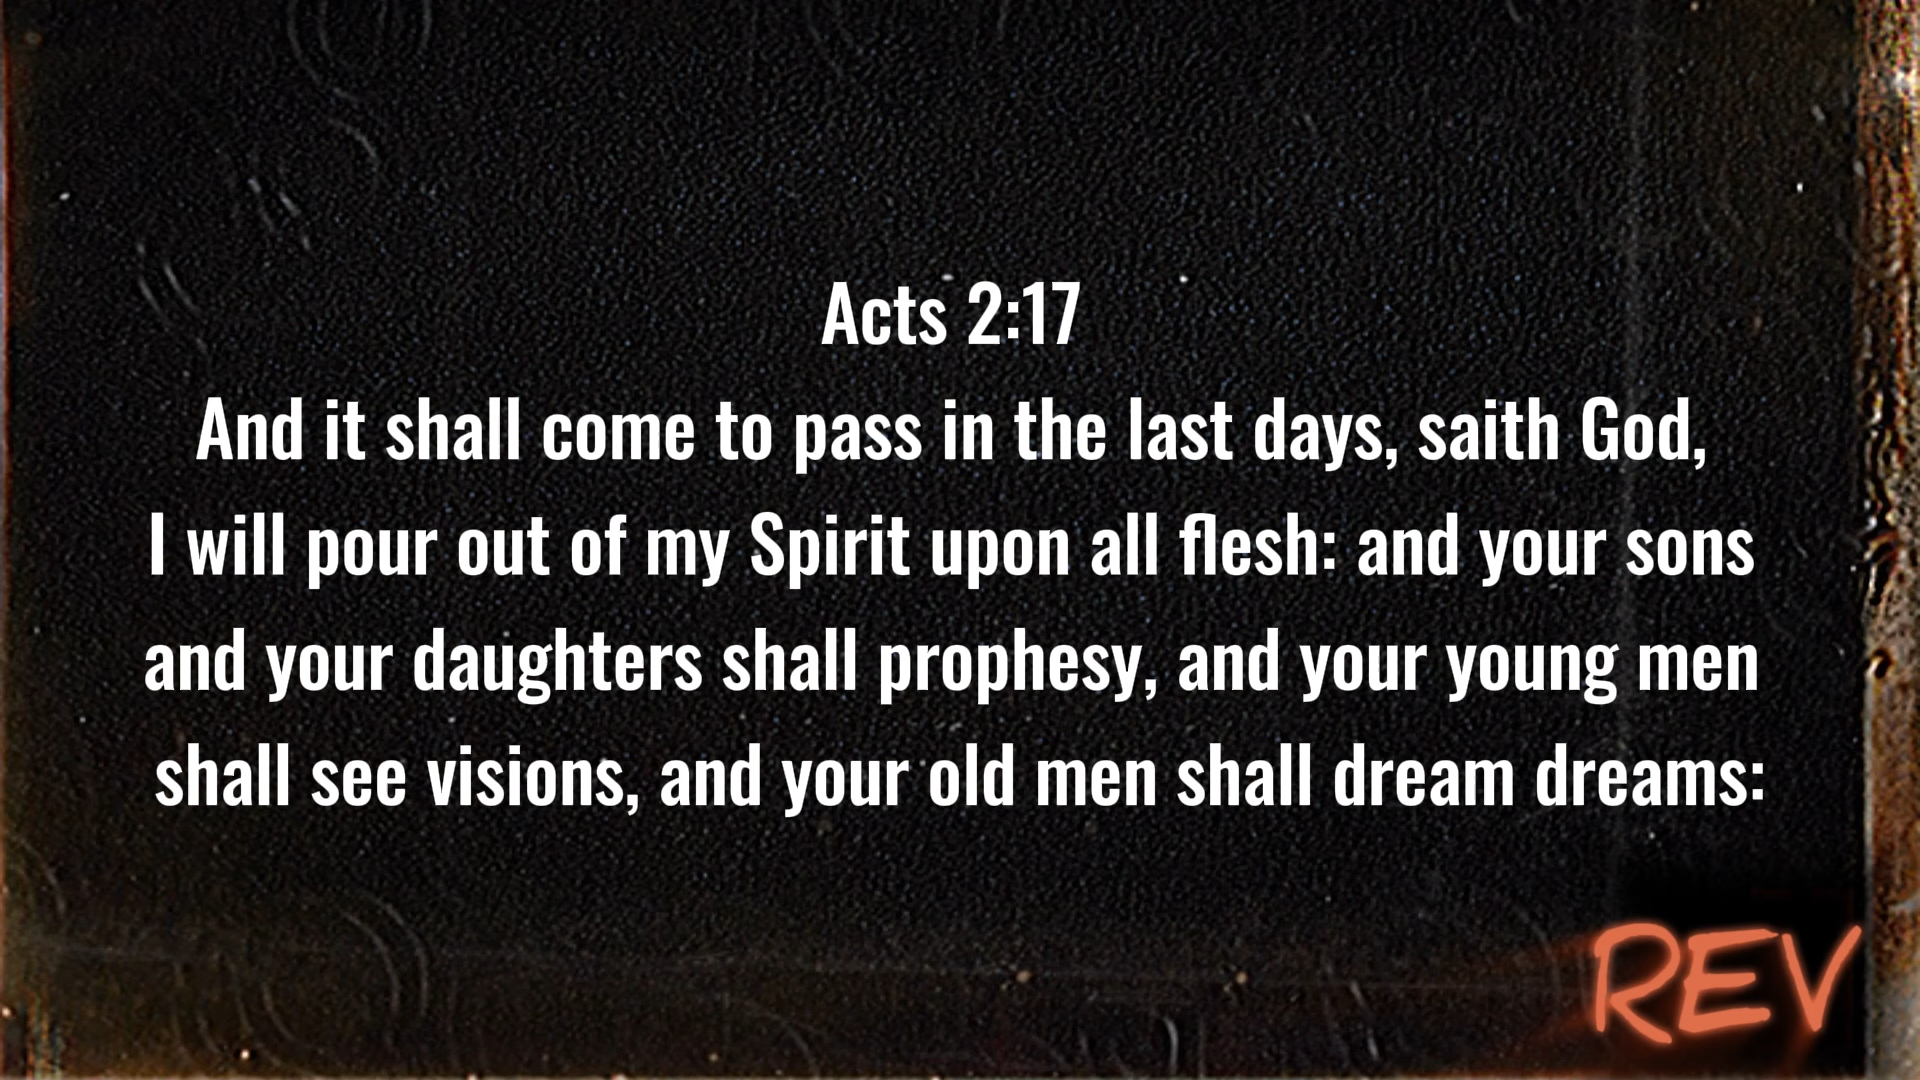 Acts 2:17
And it shall come to pass in the last days, saith God,
I will pour out of my Spirit upon all flesh: and your sons
and your daughters shall prophesy, and your young men
shall see visions, and your old men shall dream dreams:
REV